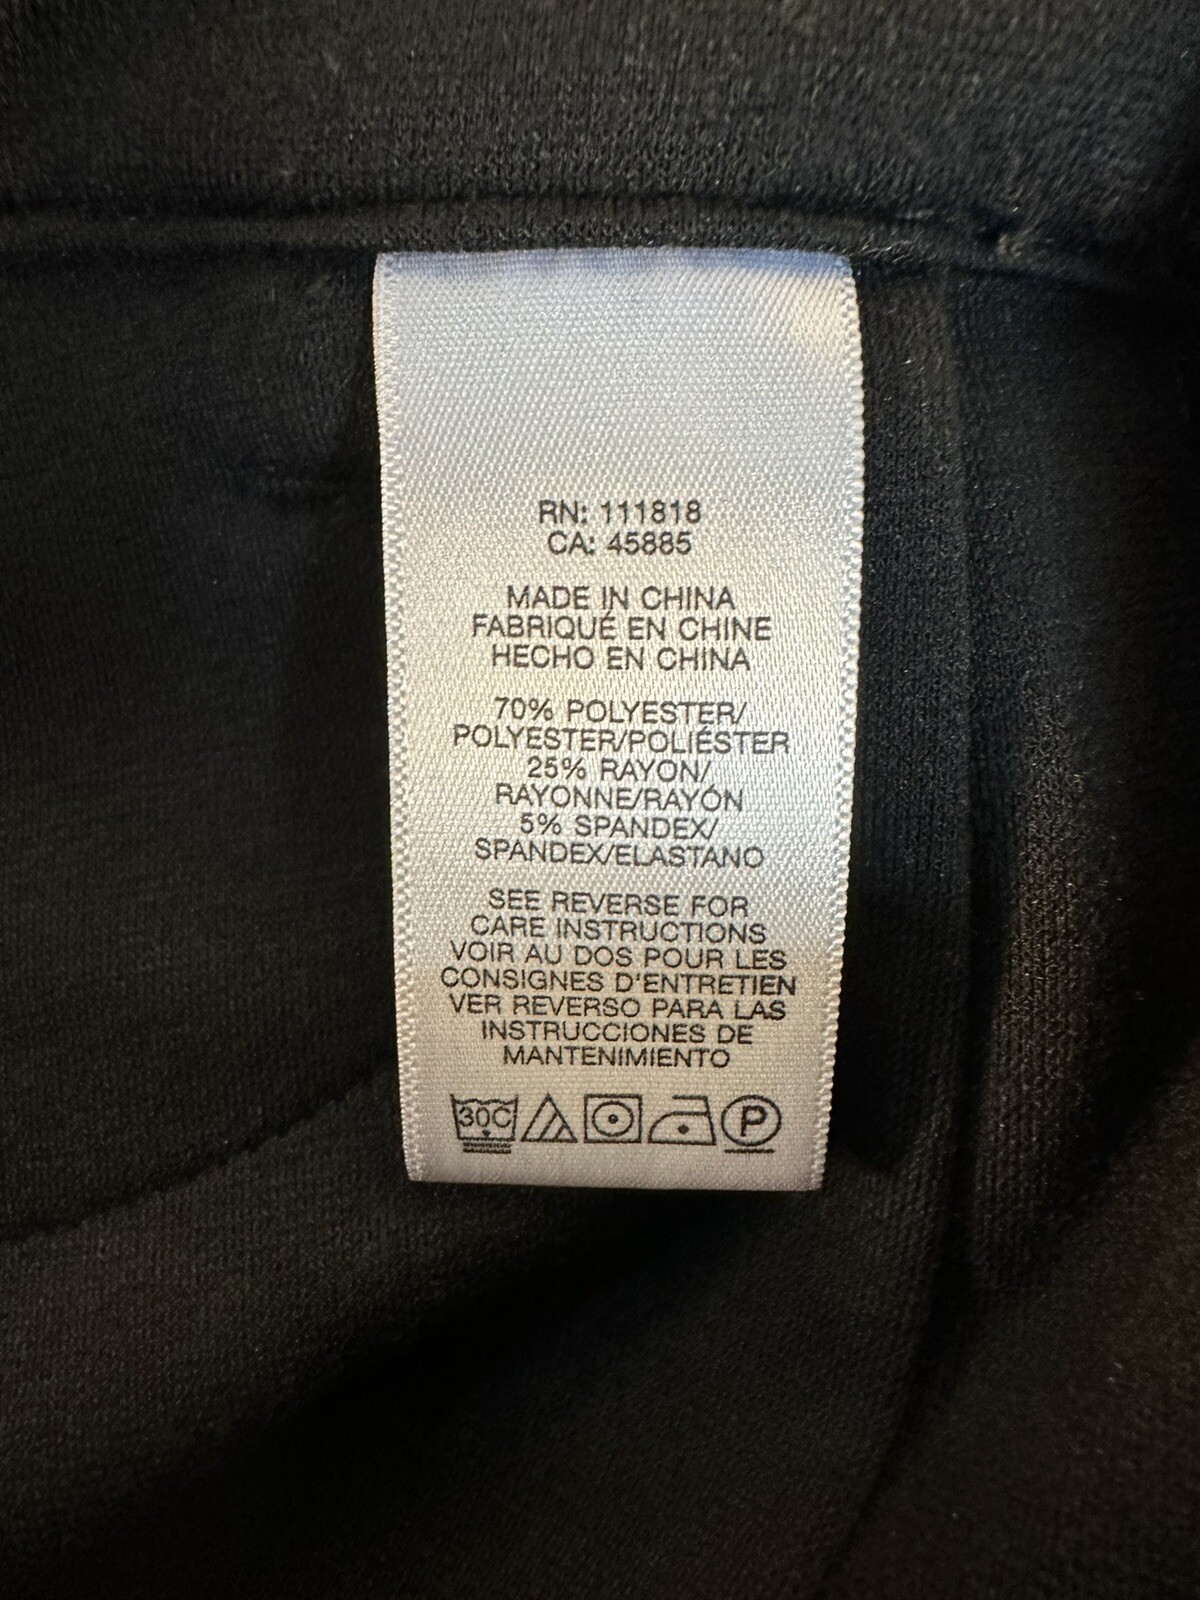 RN: 111818
CA: 45885
MADE IN CHINA
FABRIQUÉ EN CHINE
HECHO EN CHINA
70% POLYESTER/
POLYESTER/POLIÉSTER
25% RAYON/
RAYONNE/RAYÓN
5% SPANDEX/
SPANDEX/ELASTANO
SEE REVERSE FOR
CARE INSTRUCTIONS
VOIR AU DOS POUR LES
CONSIGNES D'ENTRETIEN
VER REVERSO PARA LAS
INSTRUCCIONES DE
MANTENIMIENTO
30C P